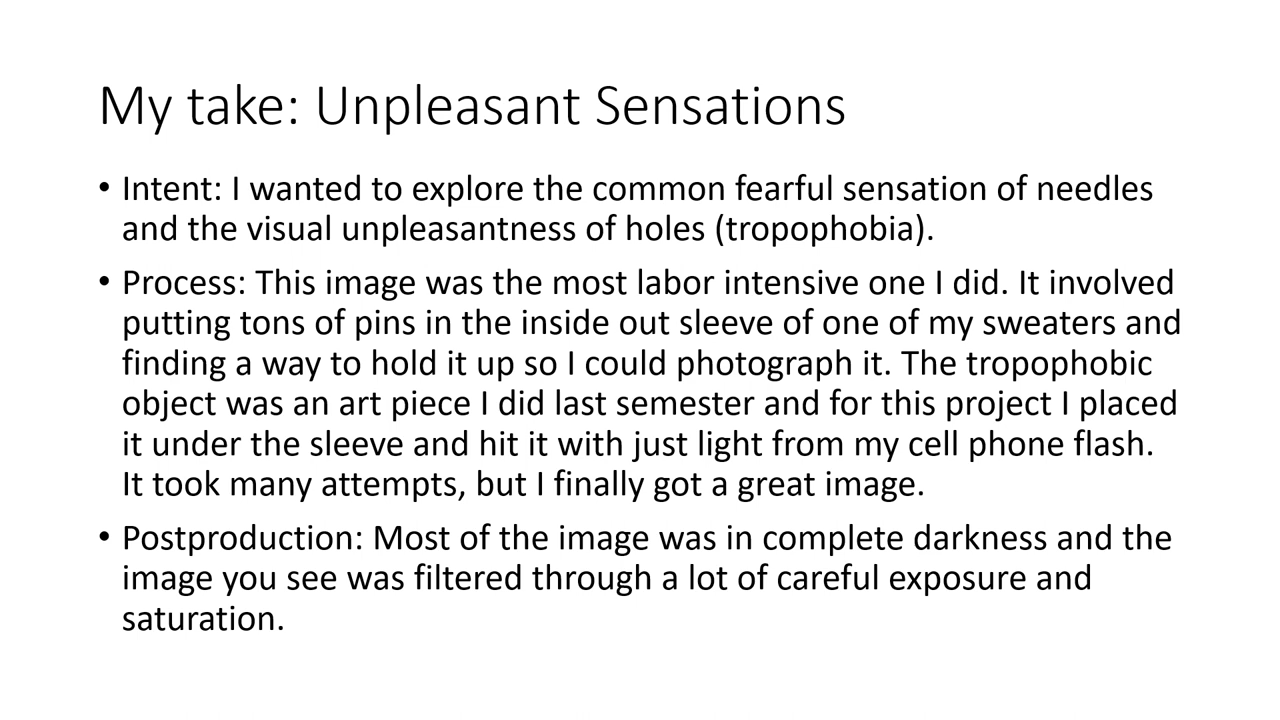 My take: Unpleasant Sensations
• Intent: I wanted to explore the common fearful sensation of needles
and the visual unpleasantness of holes (tropophobia).
• Process: This image was the most labor intensive one I did. It involved
putting tons of pins in the inside out sleeve of one of my sweaters and
finding a way to hold it up so I could photograph it. The tropophobic
object was an art piece I did last semester and for this project I placed
it under the sleeve and hit it with just light from my cell phone flash.
It took many attempts, but I finally got a great image.
• Postproduction: Most of the image was in complete darkness and the
image you see was filtered through a lot of careful exposure and
saturation.